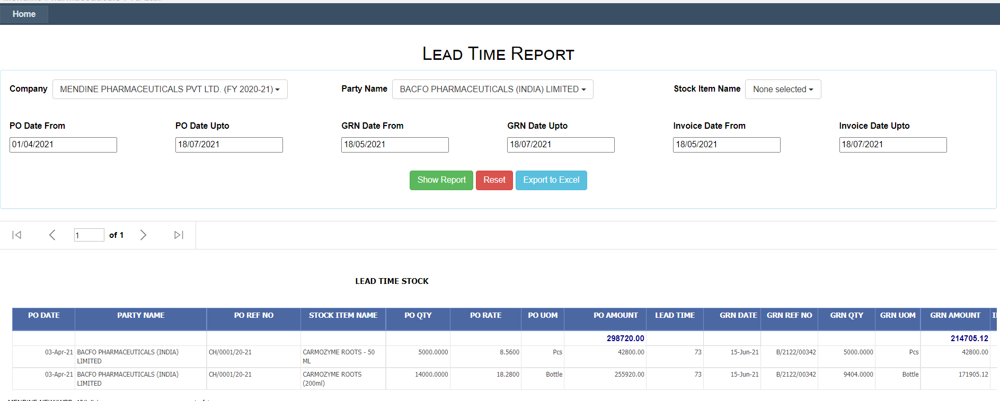 Home
LEAD TIME REPORT
Company MENDINE PHARMACEUTICALS PVT LTD. (FY 2020-21) Party Name BACFO PHARMACEUTICALS (INDIA) LIMITED Stock Item Name None selected
PO Date From PO Date Upto GRN Date From GRN Date Upto Invoice Date From Invoice Date Upto
01/04/2021 18/07/2021 18/05/2021 18/07/2021 18/05/2021 18/07/2021
Show Report Reset Export to Excel
1 of 1
LEAD TIME STOCK
PO DATE PARTY NAME PO REF NO STOCK ITEM NAME PO QTY PO RATE PO UOM PO AMOUNT LEAD TIME GRN DATE GRN REF NO GRN QTY GRN UOM GRN AMOUNT
298720.00 214705.12
03-Apr-21 BACFO PHARMACEUTICALS (INDIA) CH/0001/20-21 CARMOZYME ROOTS - 50 5000.0000 8.5600 Pcs 42800.00 73 15-Jun-21 B/2122/00342 5000.0000 Pcs 42800.00
LIMITED ML
03-Apr-21 BACFO PHARMACEUTICALS (INDIA) CH/0001/20-21 CARMOZYME ROOTS 14000.0000 18.2800 Bottle 255920.00 73 15-Jun-21 B/2122/00342 9404.0000 Bottle 171905.12
LIMITED (200ml)